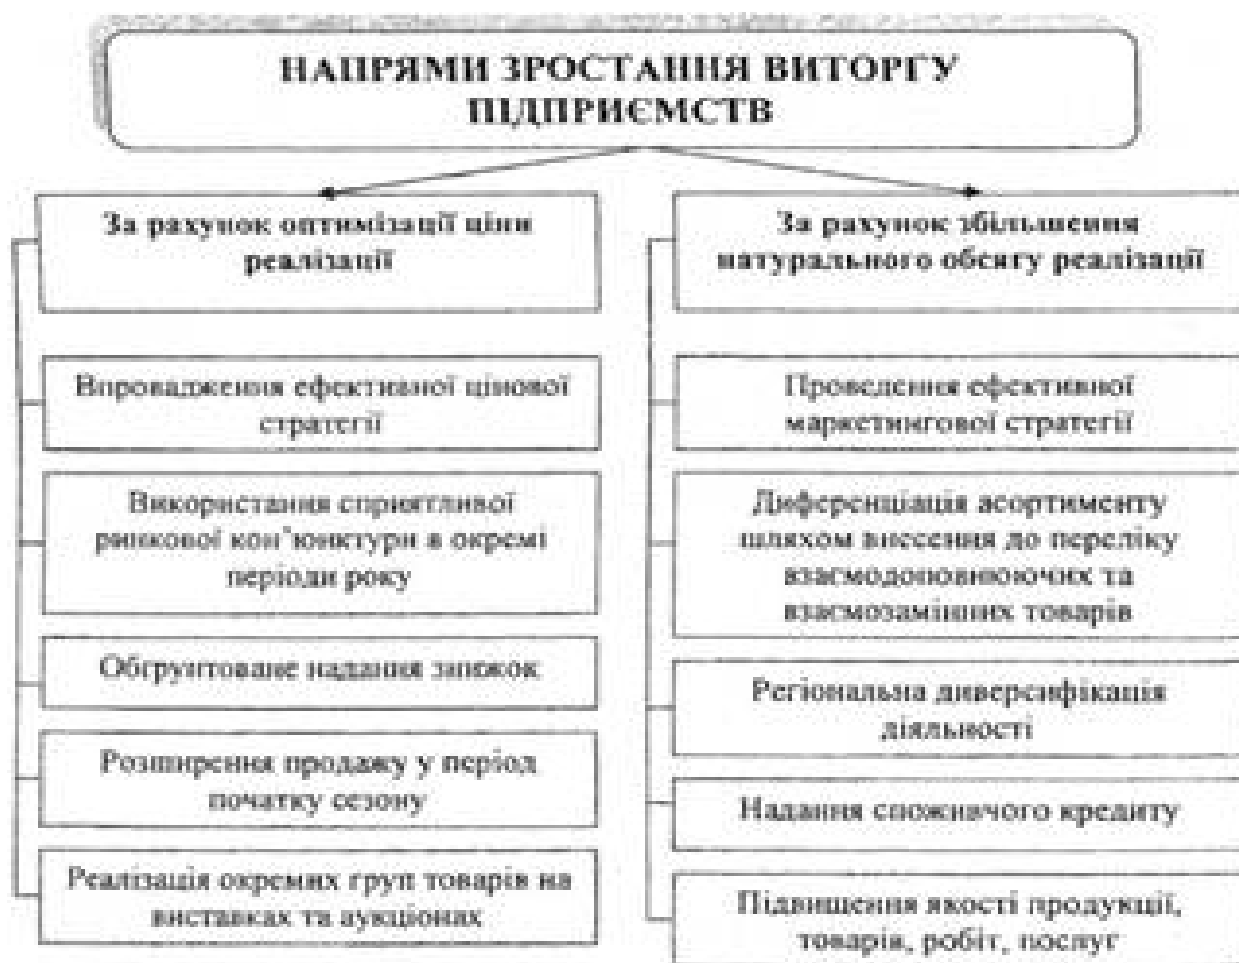 НАПРЯМИ ЗРОСТАННЯ ВИТОРГУ
ПІДПРИЄМСТВ
За рахунок оптимізації ціни
реалізації
Впровадження ефективної цінової
стратегії
Використання сприятливої
ринкової кон'юнктури в окремі
періоди року
Обґрунтоване надання знижок
Розширення продажу у період
початку сезону
Реалізація окремих груп товарів на
виставках та аукціонах
За рахунок збільшення
натурального обсягу реалізації
Проведення ефективної
маркетингової стратегії
Диференціація асортименту
шляхом внесення до переліку
взаємодоповнюючих та
взаємозамінних товарів
Регіональна диверсифікація
діяльності
Надання споживчого кредиту
Підвищення якості продукції,
товарів, робіт, послуг